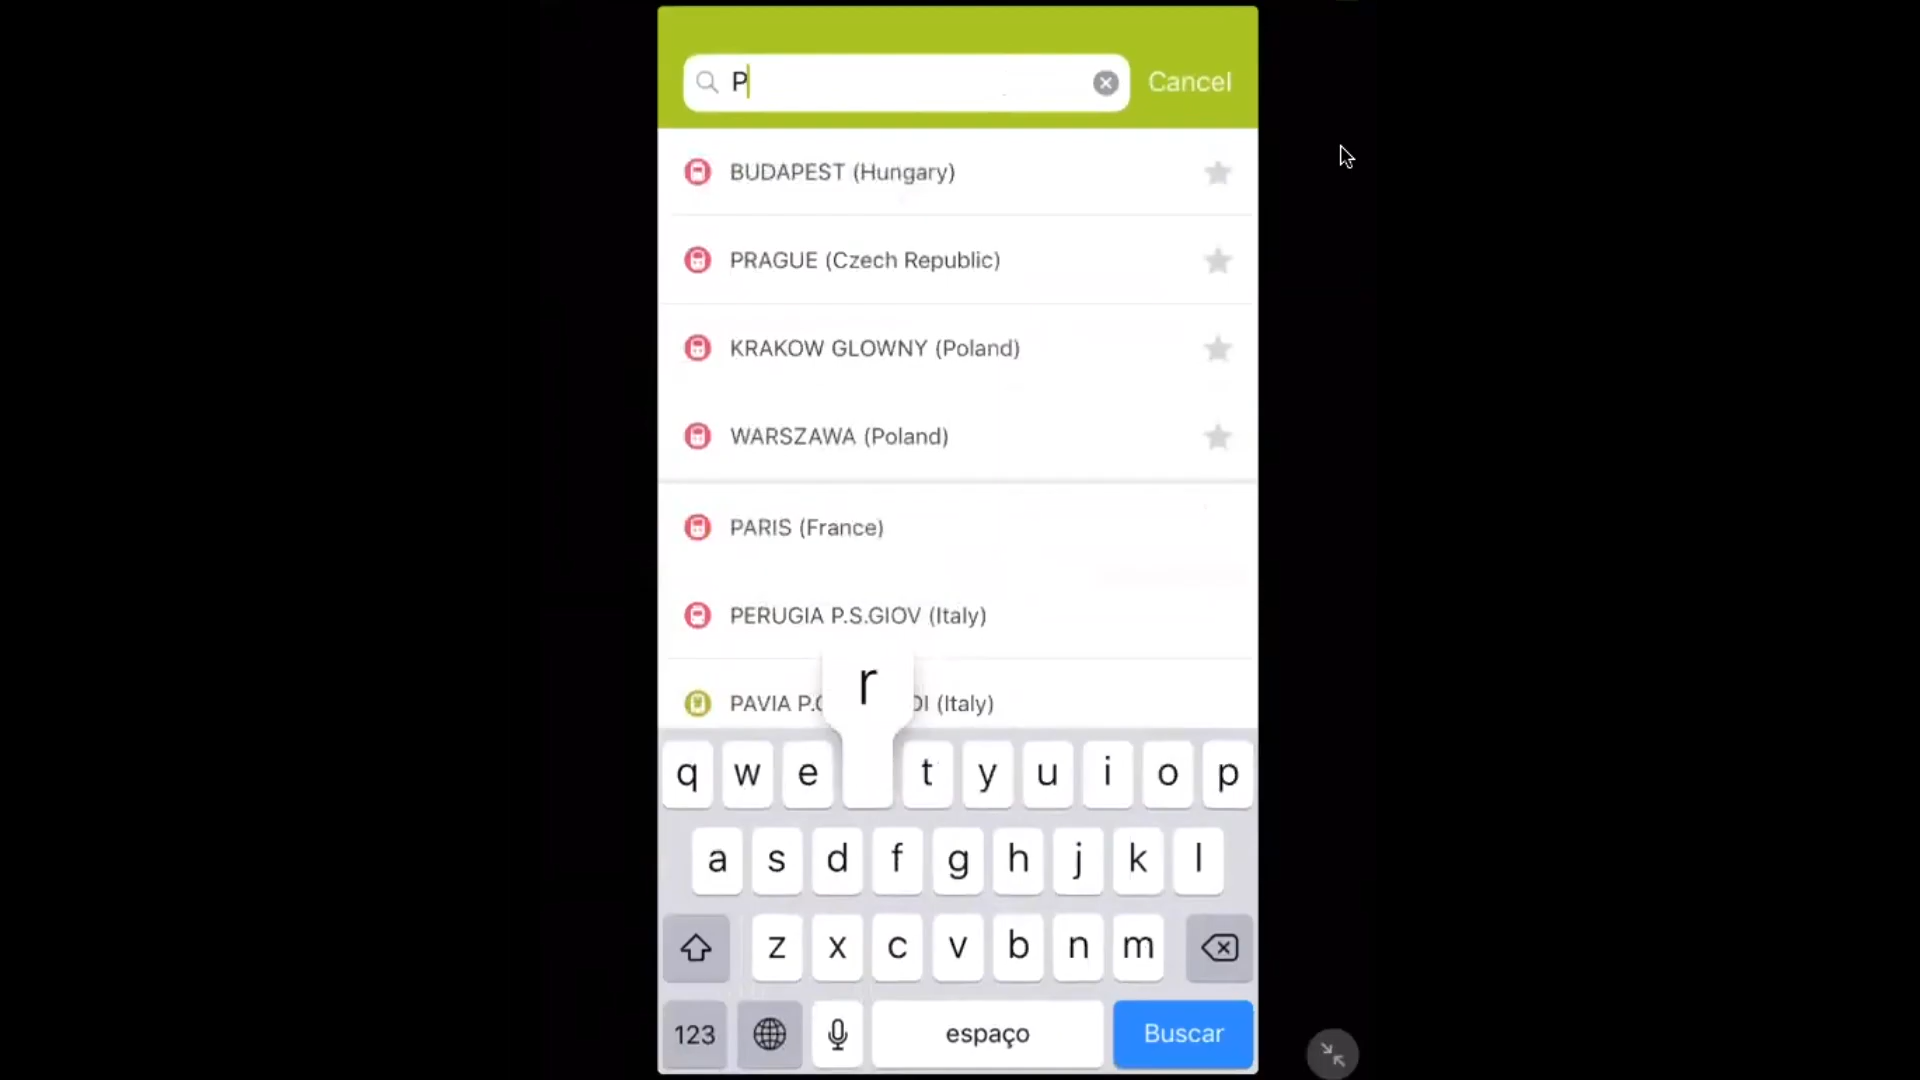 P
Cancel
BUDAPEST (Hungary)
PRAGUE (Czech Republic)
KRAKOW GLOWNY (Poland)
WARSZAWA (Poland)
PARIS (France)
PERUGIA P.S.GIOV (Italy)
r
PAVIA (Italy)
q w e t y u i o p
a s d f g h j k l
z x c v b n m
123 espaço Buscar